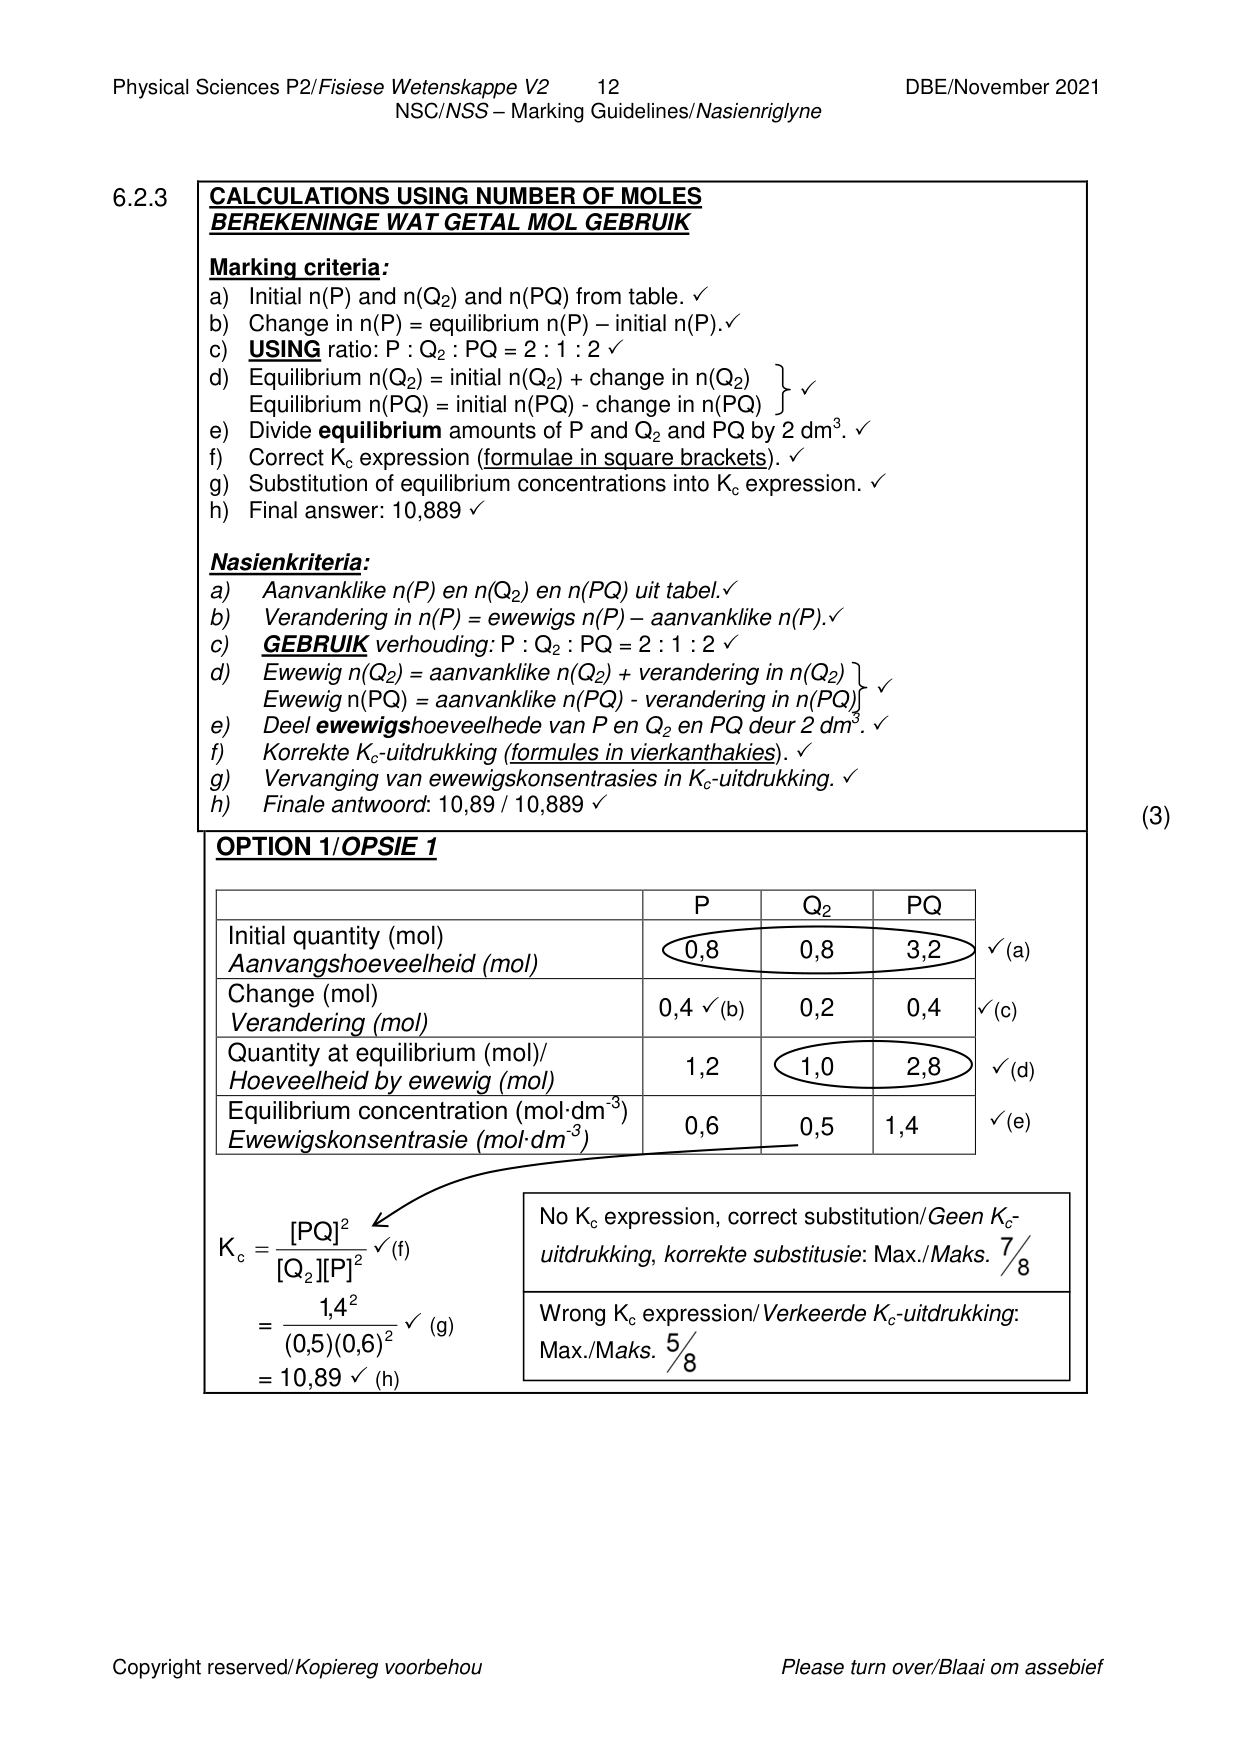 Physical Sciences P2/Fisiese Wetenskappe V2 12 DBE/November 2021
NSC/NSS – Marking Guidelines/Nasienriglyne
6.2.3 CALCULATIONS USING NUMBER OF MOLES
BEREKENINGE WAT GETAL MOL GEBRUIK
Marking criteria:
a) Initial n(P) and n(Q₂) and n(PQ) from table. ✓
b) Change in n(P) = equilibrium n(P) – initial n(P).✓
c) USING ratio: P : Q₂ : PQ = 2 : 1 : 2 ✓
d) Equilibrium n(Q₂) = initial n(Q₂) + change in n(Q₂)
Equilibrium n(PQ) = initial n(PQ) - change in n(PQ) ✓
e) Divide equilibrium amounts of P and Q₂ and PQ by 2 dm³. ✓
f) Correct Kc expression (formulae in square brackets). ✓
g) Substitution of equilibrium concentrations into Kc expression. ✓
h) Final answer: 10,889 ✓
Nasienkriteria:
a) Aanvanklike n(P) en n(Q₂) en n(PQ) uit tabel.✓
b) Verandering in n(P) = ewewigs n(P) – aanvanklike n(P).✓
c) GEBRUIK verhouding: P : Q₂ : PQ = 2 : 1 : 2 ✓
d) Ewewig n(Q₂) = aanvanklike n(Q₂) + verandering in n(Q₂)
Ewewig n(PQ) = aanvanklike n(PQ) - verandering in n(PQ) ✓
e) Deel ewewigshoeveelhede van P en Q₂ en PQ deur 2 dm³. ✓
f) Korrekte Kc-uitdrukking (formules in vierkanthakies). ✓
g) Vervanging van ewewigskonsentrasies in Kc-uitdrukking. ✓
h) Finale antwoord: 10,89 / 10,889 ✓
(3)
OPTION 1/OPSIE 1
P Q₂ PQ
Initial quantity (mol)
Aanvangshoeveelheid (mol) 0,8 0,8 3,2 ✓(a)
Change (mol)
Verandering (mol) 0,4 ✓(b) 0,2 0,4 ✓(c)
Quantity at equilibrium (mol)/
Hoeveelheid by ewewig (mol) 1,2 1,0 2,8 ✓(d)
Equilibrium concentration (mol·dm⁻³)
Ewewigskonsentrasie (mol·dm⁻³) 0,6 0,5 1,4 ✓(e)
Kc = [PQ]² / [Q₂][P]² ✓(f)
= 1,4² / (0,5)(0,6)² ✓ (g)
= 10,89 ✓ (h)
No Kc expression, correct substitution/Geen Kc-
uitdrukking, korrekte substitusie: Max./Maks. 7/8
Wrong Kc expression/Verkeerde Kc-uitdrukking:
Max./Maks. 5/8
Copyright reserved/Kopiereg voorbehou Please turn over/Blaai om assebief